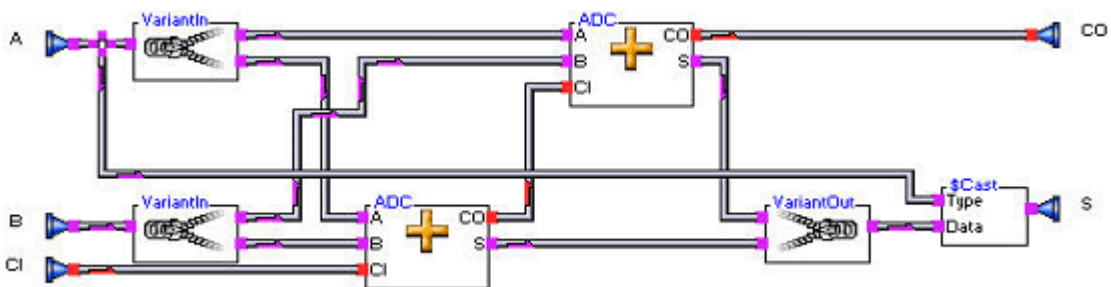 VariantIn
ADC
A
CO
A
CO
B
S
CI
VariantIn
ADC
VariantOut
$Cast
Type
S
A
CO
B
Data
B
S
CI
CI